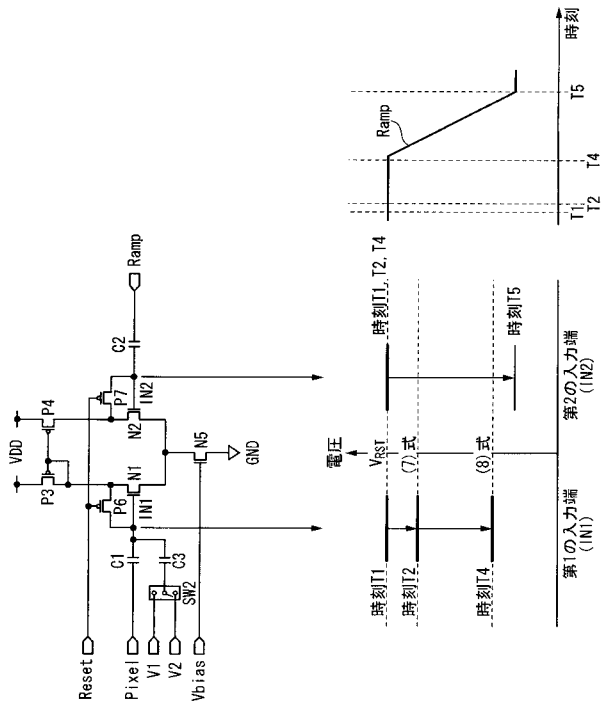 Reset
Pixel
V1
V2
Vbias
VDD
P3
P4
P6
P7
C1
C3
SW2
N1
IN1
N2
IN2
C2
Ramp
N5
GND
電圧
VRST
(7)式
(8)式
時刻T1
時刻T2
時刻T4
第1の入力端
(IN1)
時刻T1, T2, T4
時刻T5
第2の入力端
(IN2)
Ramp
T1
T2
T4
T5
時刻